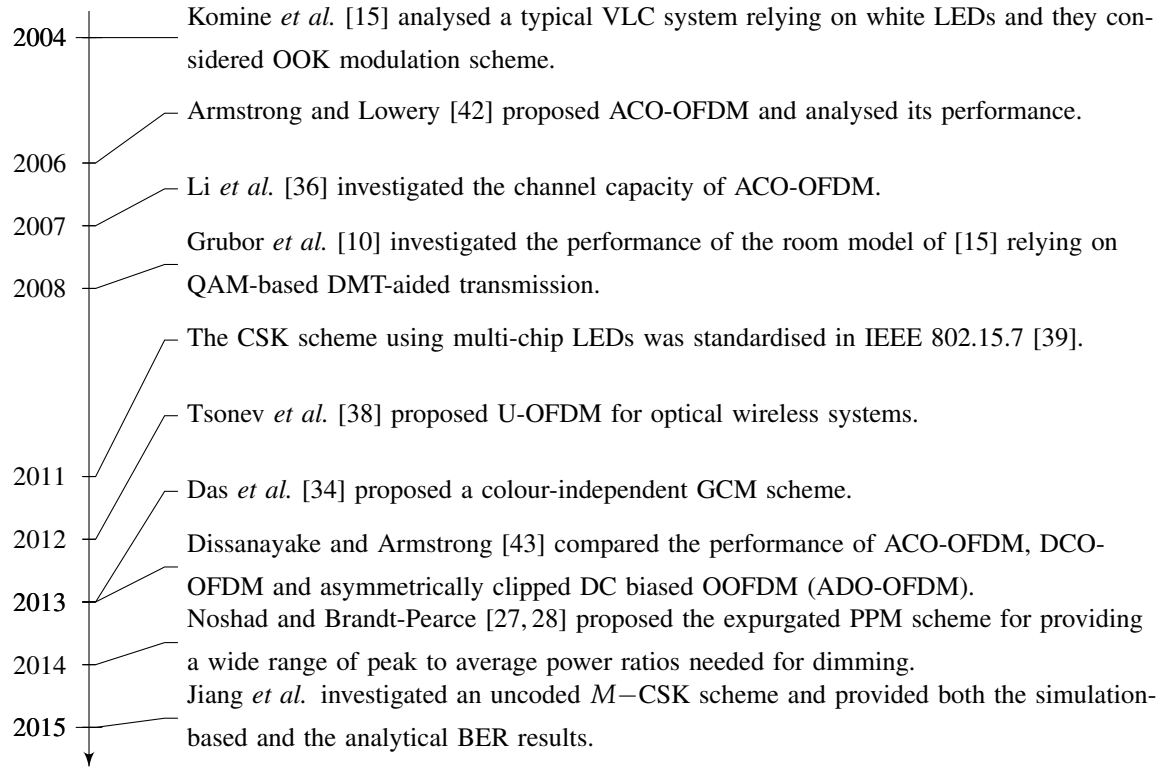 2004
Komine et al. [15] analysed a typical VLC system relying on white LEDs and they con-
sidered OOK modulation scheme.
Armstrong and Lowery [42] proposed ACO-OFDM and analysed its performance.
2006
Li et al. [36] investigated the channel capacity of ACO-OFDM.
2007
Grubor et al. [10] investigated the performance of the room model of [15] relying on
QAM-based DMT-aided transmission.
2008
The CSK scheme using multi-chip LEDs was standardised in IEEE 802.15.7 [39].
Tsonev et al. [38] proposed U-OFDM for optical wireless systems.
2011
Das et al. [34] proposed a colour-independent GCM scheme.
2012
Dissanayake and Armstrong [43] compared the performance of ACO-OFDM, DCO-
OFDM and asymmetrically clipped DC biased OOFDM (ADO-OFDM).
2013
Noshad and Brandt-Pearce [27, 28] proposed the expurgated PPM scheme for providing
a wide range of peak to average power ratios needed for dimming.
2014
Jiang et al. investigated an uncoded M−CSK scheme and provided both the simulation-
based and the analytical BER results.
2015